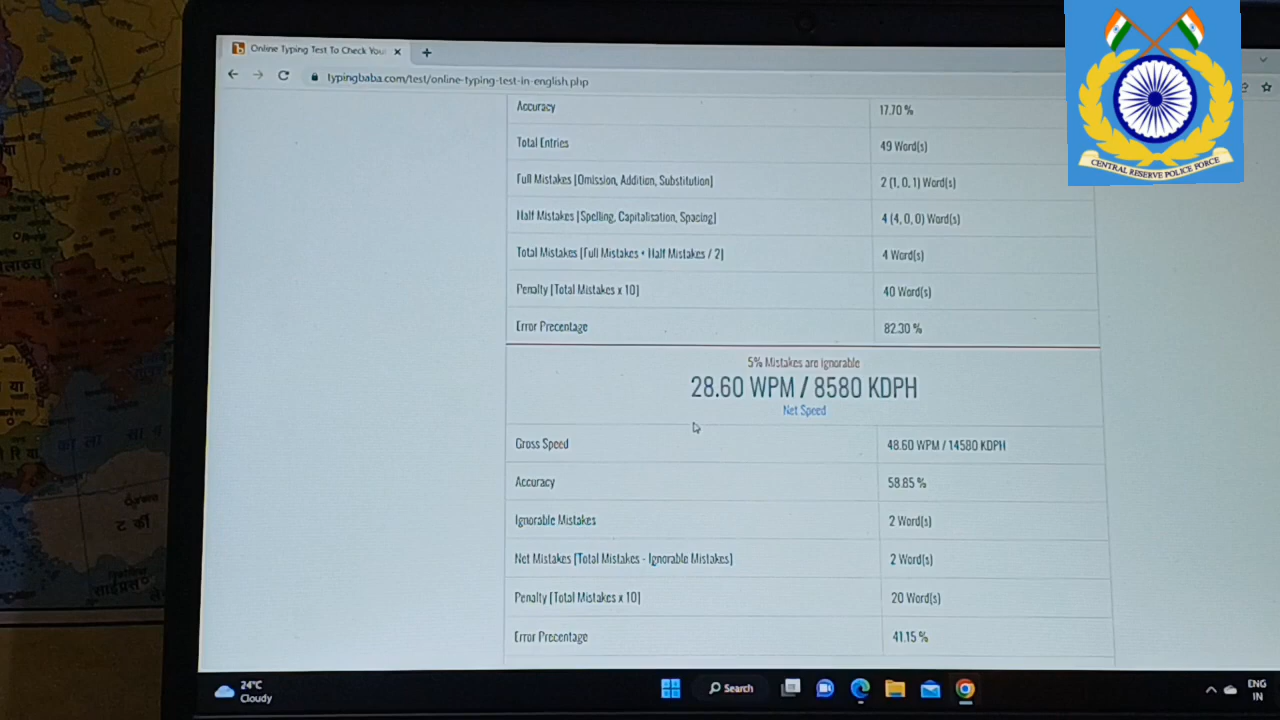 Online Typing Test To Check You
typingbaba.com/test/online-typing-test-in-english.php
Accuracy 17.70 %
Total Entries 49 Word(s)
Full Mistakes [Omission, Addition, Substitution] 2 (1, 0, 1) Word(s)
Half Mistakes [Spelling, Capitalisation, Spacing] 4 (4, 0, 0) Word(s)
Total Mistakes [Full Mistakes + Half Mistakes / 2] 4 Word(s)
Penalty [Total Mistakes x 10] 40 Word(s)
Error Precentage 82.30 %
5% Mistakes are Ignorable
28.60 WPM / 8580 KDPH
Net Speed
Gross Speed 48.60 WPM / 14580 KDPH
Accuracy 58.85 %
Ignorable Mistakes 2 Word(s)
Net Mistakes [Total Mistakes - Ignorable Mistakes] 2 Word(s)
Penalty [Total Mistakes x 10] 20 Word(s)
Error Precentage 41.15 %
24°C
Cloudy
Search
ENG
IN
CENTRAL RESERVE POLICE FORCE
या
का ला सा
रि या
ट र्की
साइप्रस